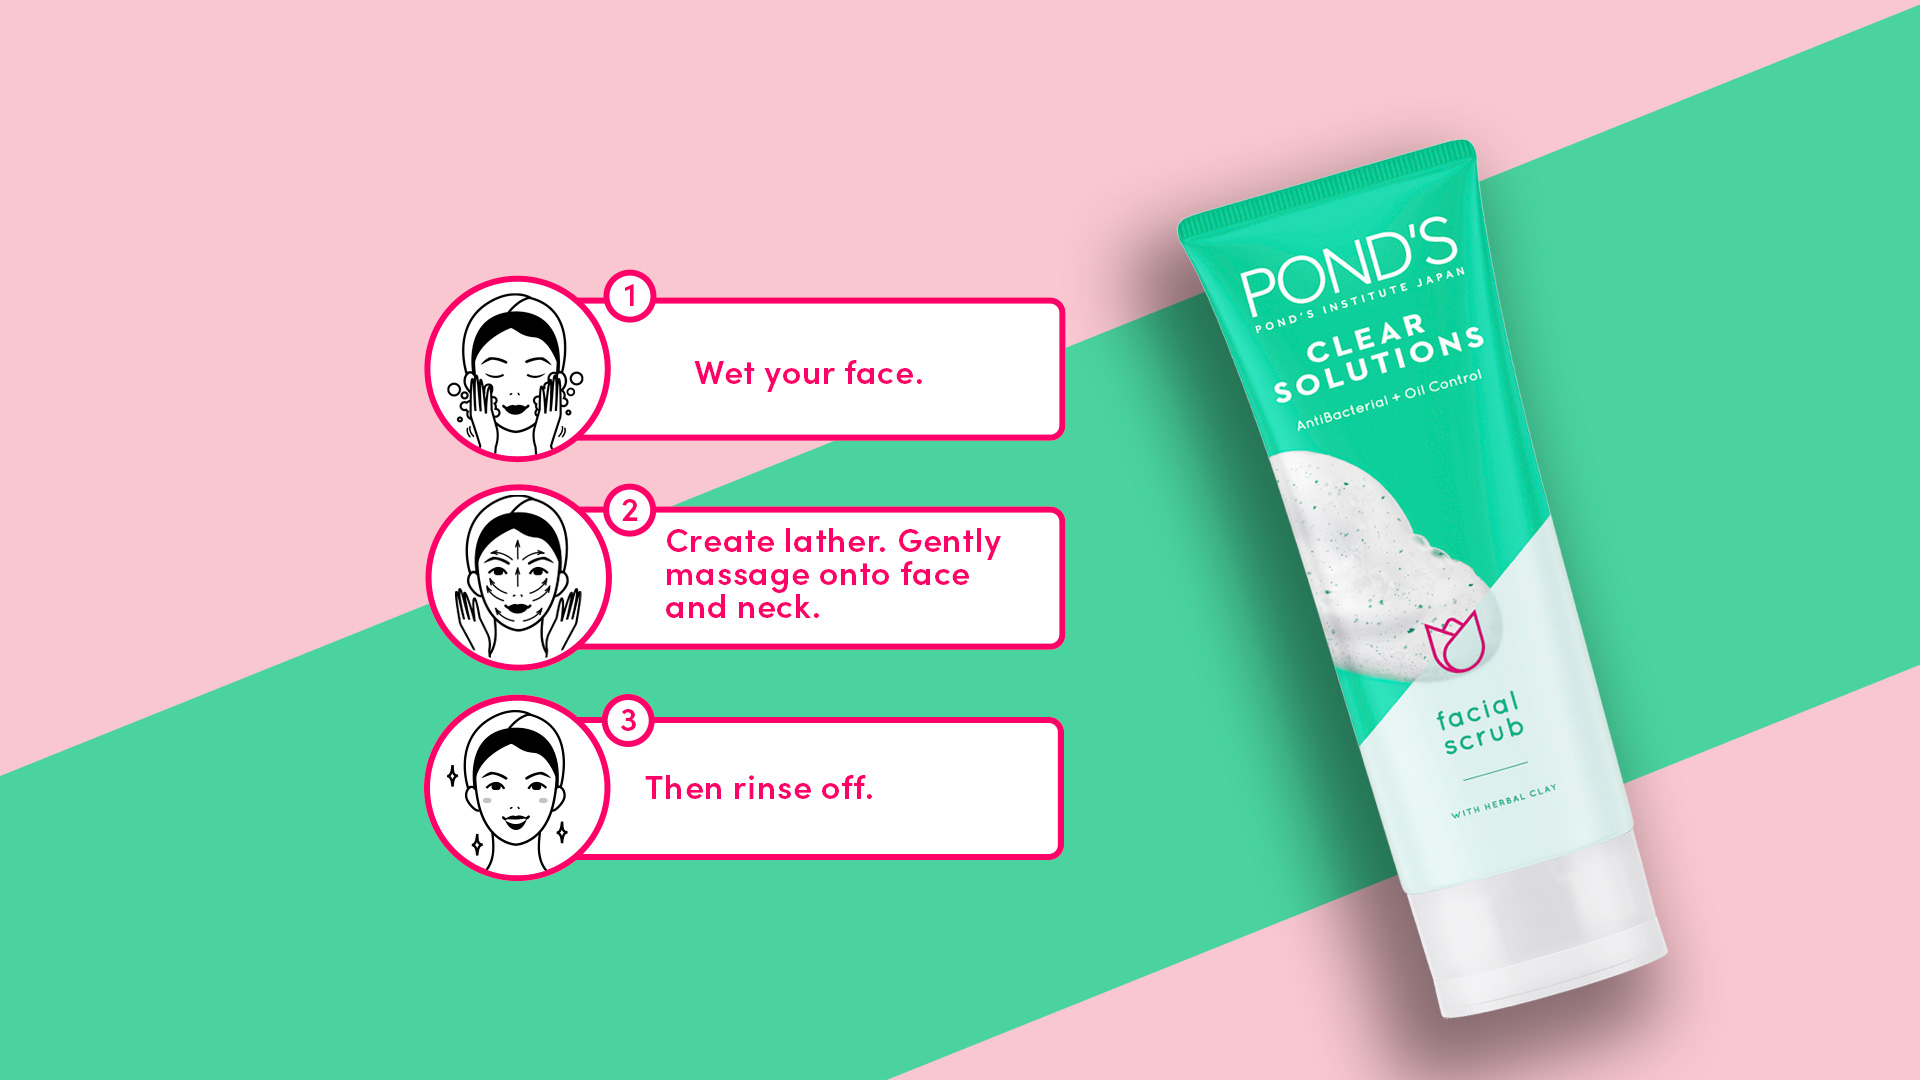 1
Wet your face.
2
Create lather. Gently
massage onto face
and neck.
3
Then rinse off.
POND'S
POND'S INSTITUTE JAPAN
CLEAR
SOLUTIONS
AntiBacterial + Oil Control
facial
scrub
WITH HERBAL CLAY